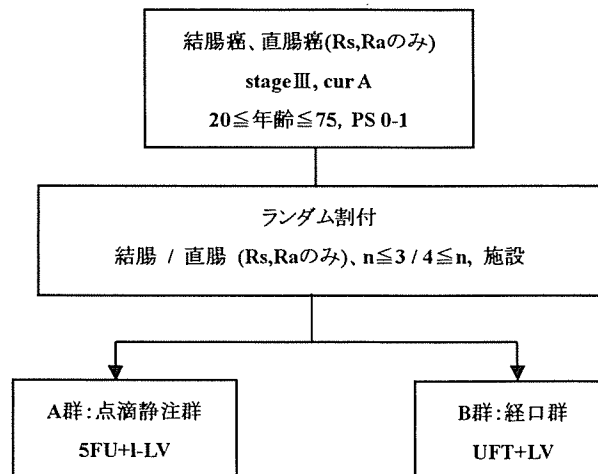 結腸癌、直腸癌(Rs,Raのみ)
stageⅢ, cur A
20≦年齢≦75, PS 0-1
ランダム割付
結腸 / 直腸 (Rs,Raのみ)、n≦3 / 4≦n, 施設
A群:点滴静注群
5FU+l-LV
B群:経口群
UFT+LV